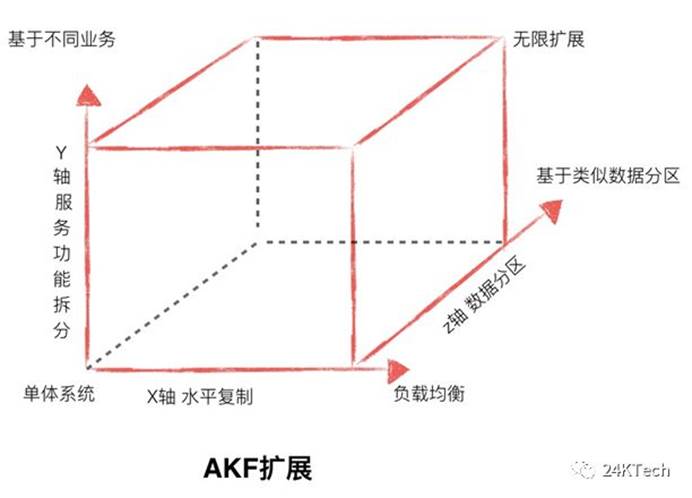 基于不同业务
无限扩展
基于类似数据分区
Y轴服务功能拆分
z轴 数据分区
单体系统
X轴 水平复制
负载均衡
AKF扩展
24KTech